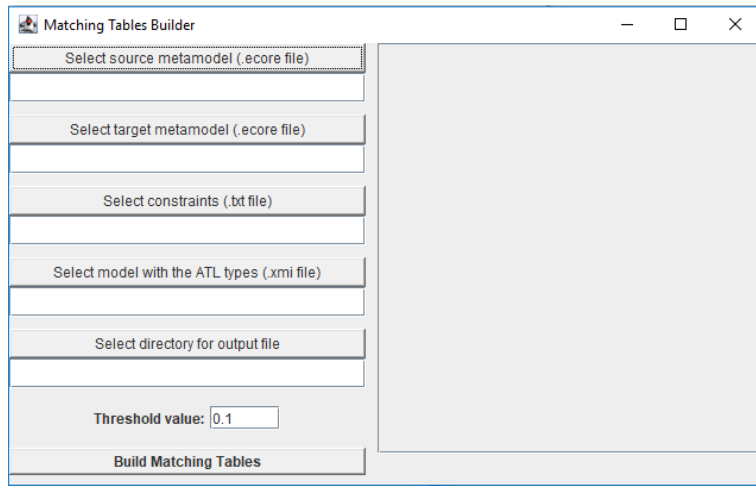 Matching Tables Builder
Select source metamodel (.ecore file)
Select target metamodel (.ecore file)
Select constraints (.txt file)
Select model with the ATL types (.xmi file)
Select directory for output file
Threshold value: 0.1
Build Matching Tables